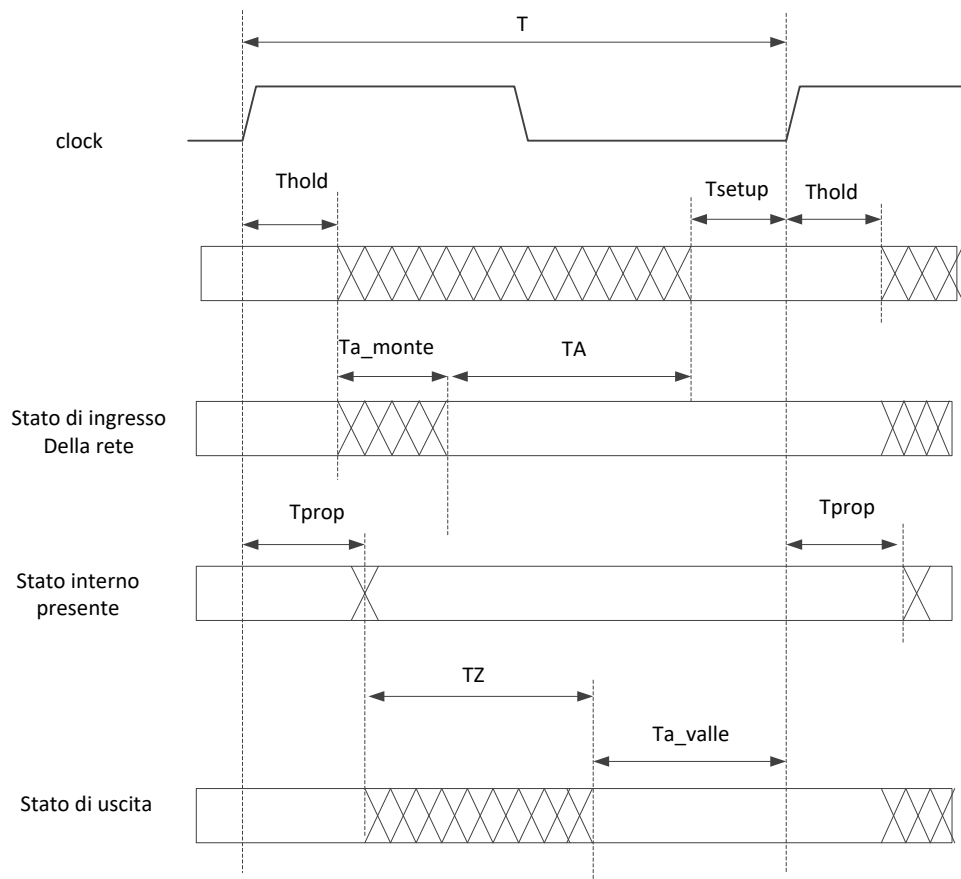 T
clock
Thold
Tsetup
Thold
Ta_monte
TA
Stato di ingresso
Della rete
Tprop
Tprop
Stato interno
presente
TZ
Ta_valle
Stato di uscita